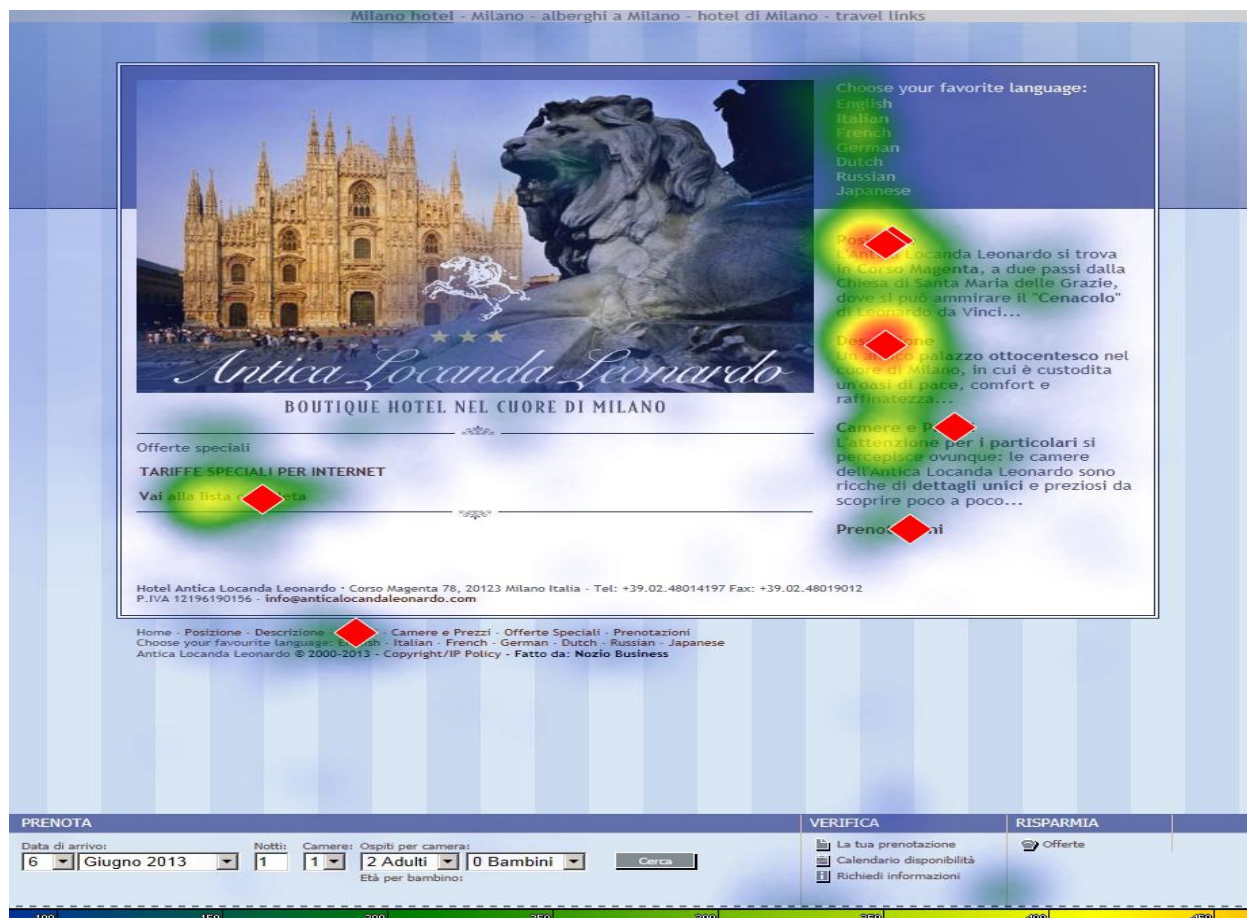 Milano hotel - Milano - alberghi a Milano - hotel di Milano - travel links
Choose your favorite language:
English
Italian
French
German
Dutch
Russian
Japanese
L'Antica Locanda Leonardo si trova
in Corso Magenta, a due passi dalla
Chiesa di Santa Maria delle Grazie,
dove si può ammirare il "Cenacolo"
di Leonardo da Vinci...
Descrizione
Un antico palazzo ottocentesco nel
cuore di Milano, in cui è custodita
un'oasi di pace, comfort e
raffinatezza...
Camere e
L'attenzione per i particolari si
percepisce ovunque: le camere
dell'Antica Locanda Leonardo sono
ricche di dettagli unici e preziosi da
scoprire poco a poco...
Antica Locanda Leonardo
BOUTIQUE HOTEL NEL CUORE DI MILANO
Offerte speciali
TARIFFE SPECIALI PER INTERNET
Vai alla lista
Hotel Antica Locanda Leonardo · Corso Magenta 78, 20123 Milano Italia - Tel: +39.02.48014197 Fax: +39.02.48019012
P.IVA 12196190156 - info@anticalocandaleonardo.com
Home - Posizione - Descrizione - - Camere e Prezzi - Offerte Speciali - Prenotazioni
Choose your favourite language: English - Italian - French - German - Dutch - Russian - Japanese
Antica Locanda Leonardo © 2000-2013 - Copyright/IP Policy - Fatto da: Nozio Business
PRENOTA
Data di arrivo: Notti: Camere: Ospiti per camera:
6 Giugno 2013 1 1 2 Adulti 0 Bambini Cerca
Età per bambino:
VERIFICA
La tua prenotazione
Calendario disponibilità
Richiedi informazioni
RISPARMIA
Offerte
100 150 200 250 300 350 400 450